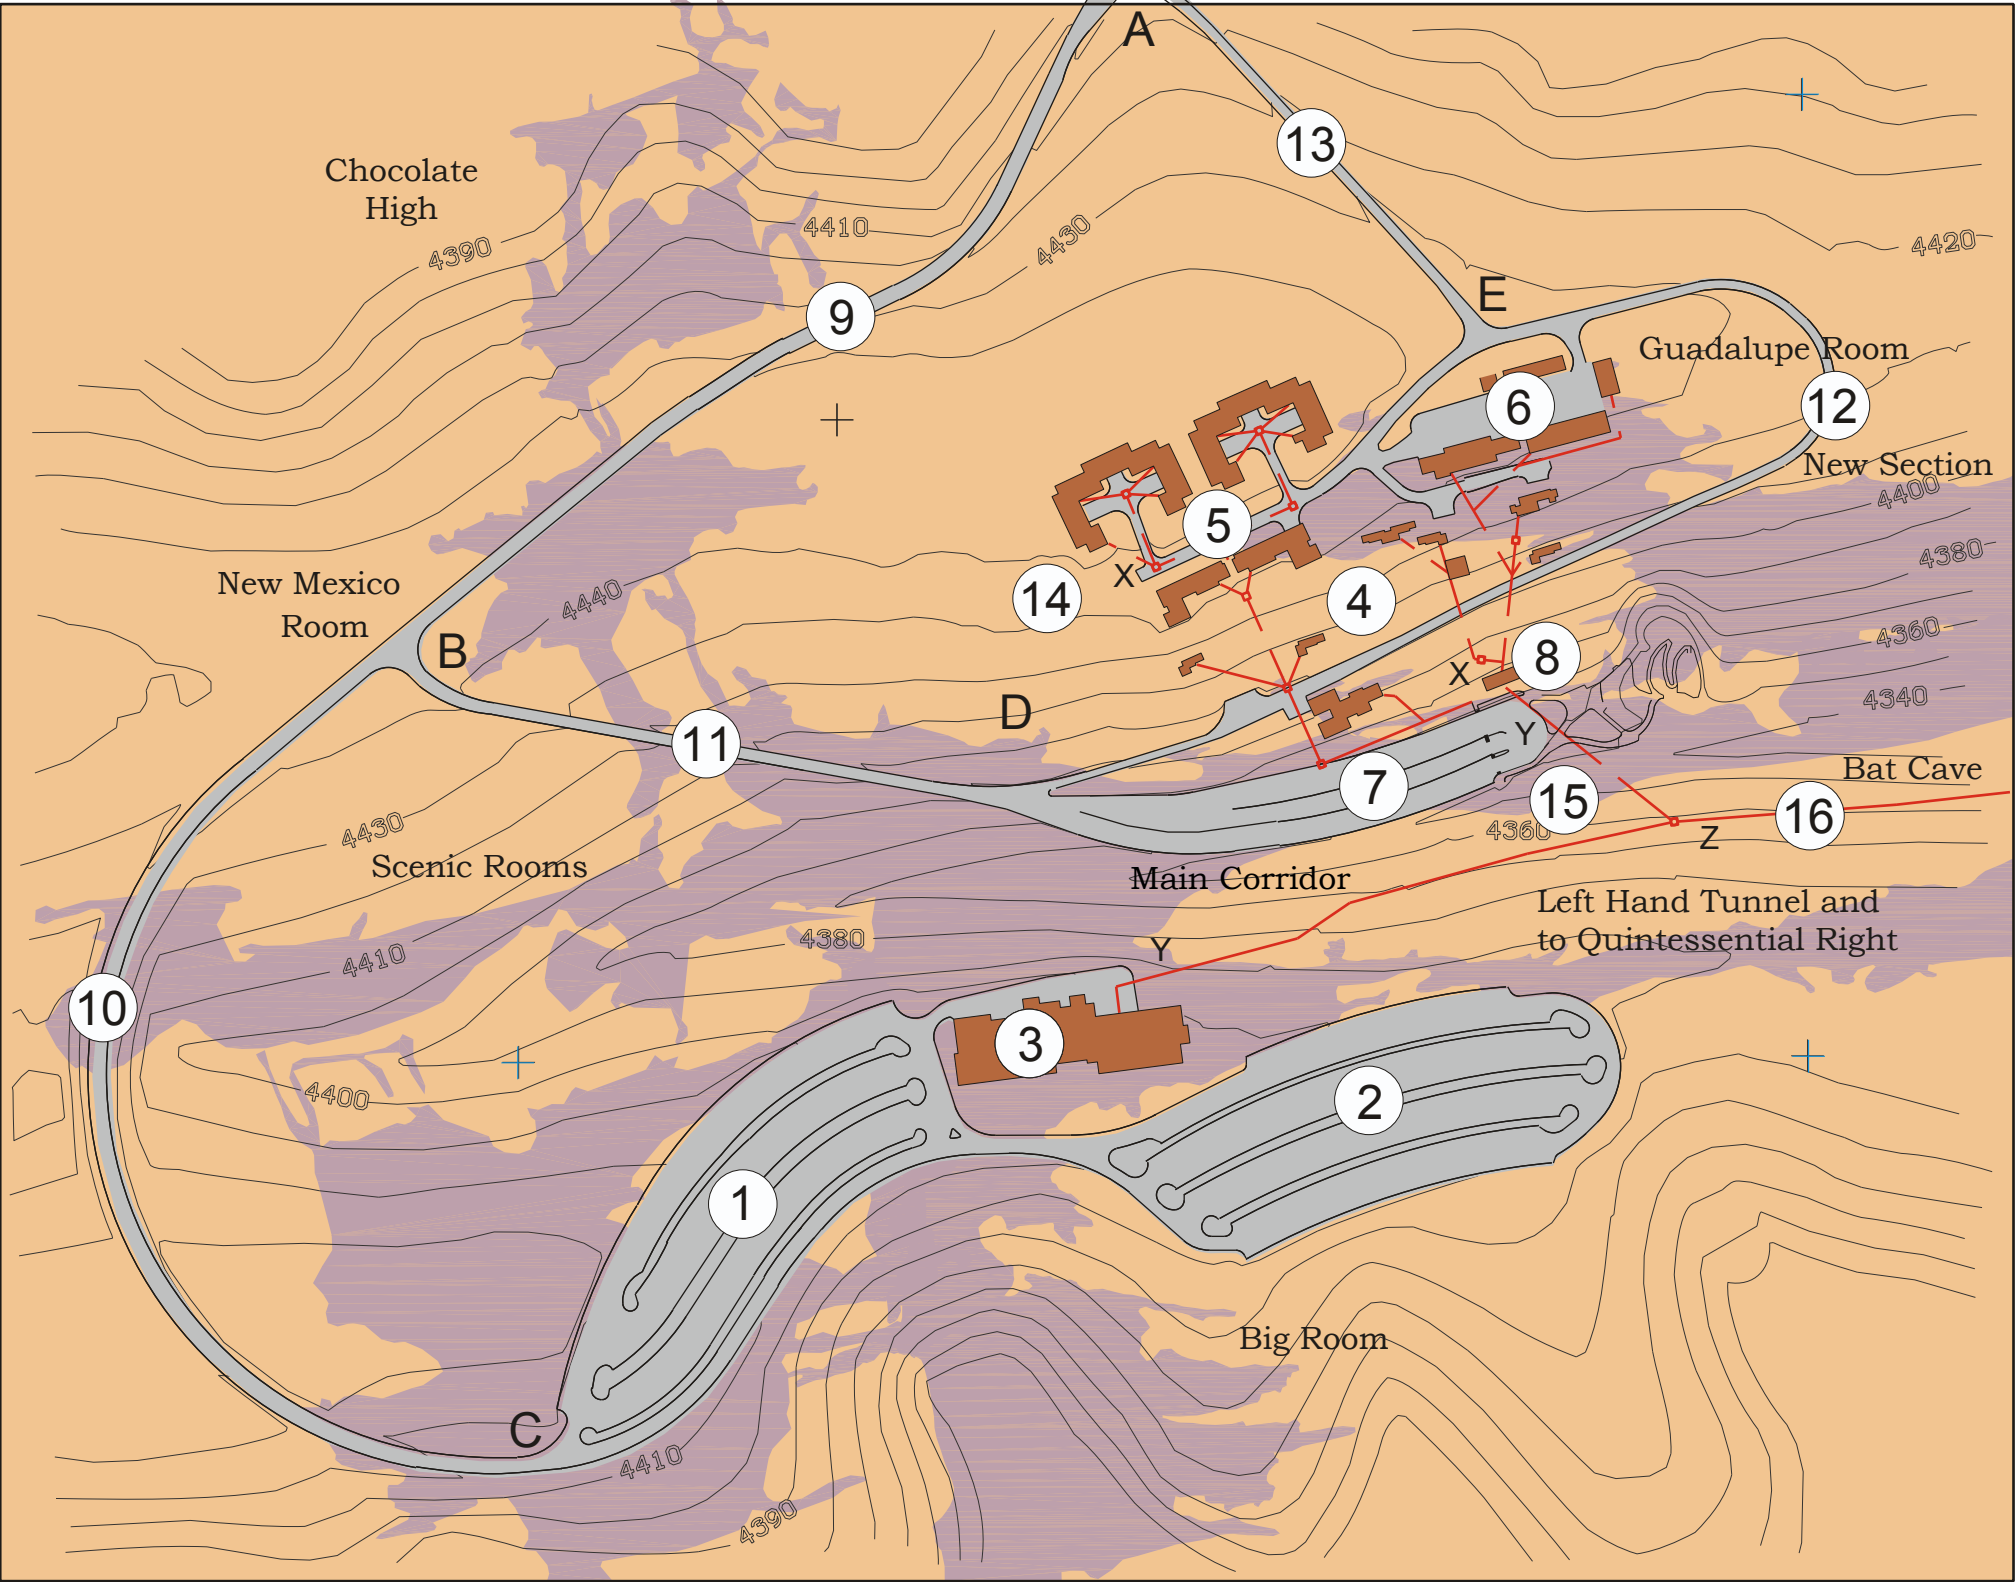 A
13
Chocolate
High
4390
4410
4430
4420
9
E
Guadalupe Room
6
12
New Section
4400
5
4380
X
New Mexico
Room
4440
14
4
4360
B
8
X
4340
D
11
Y
7
15
Bat Cave
16
4430
4360
Z
Scenic Rooms
Main Corridor
Left Hand Tunnel and
to Quintessential Right
4380
Y
4410
10
3
4400
2
1
Big Room
C
4410
4390